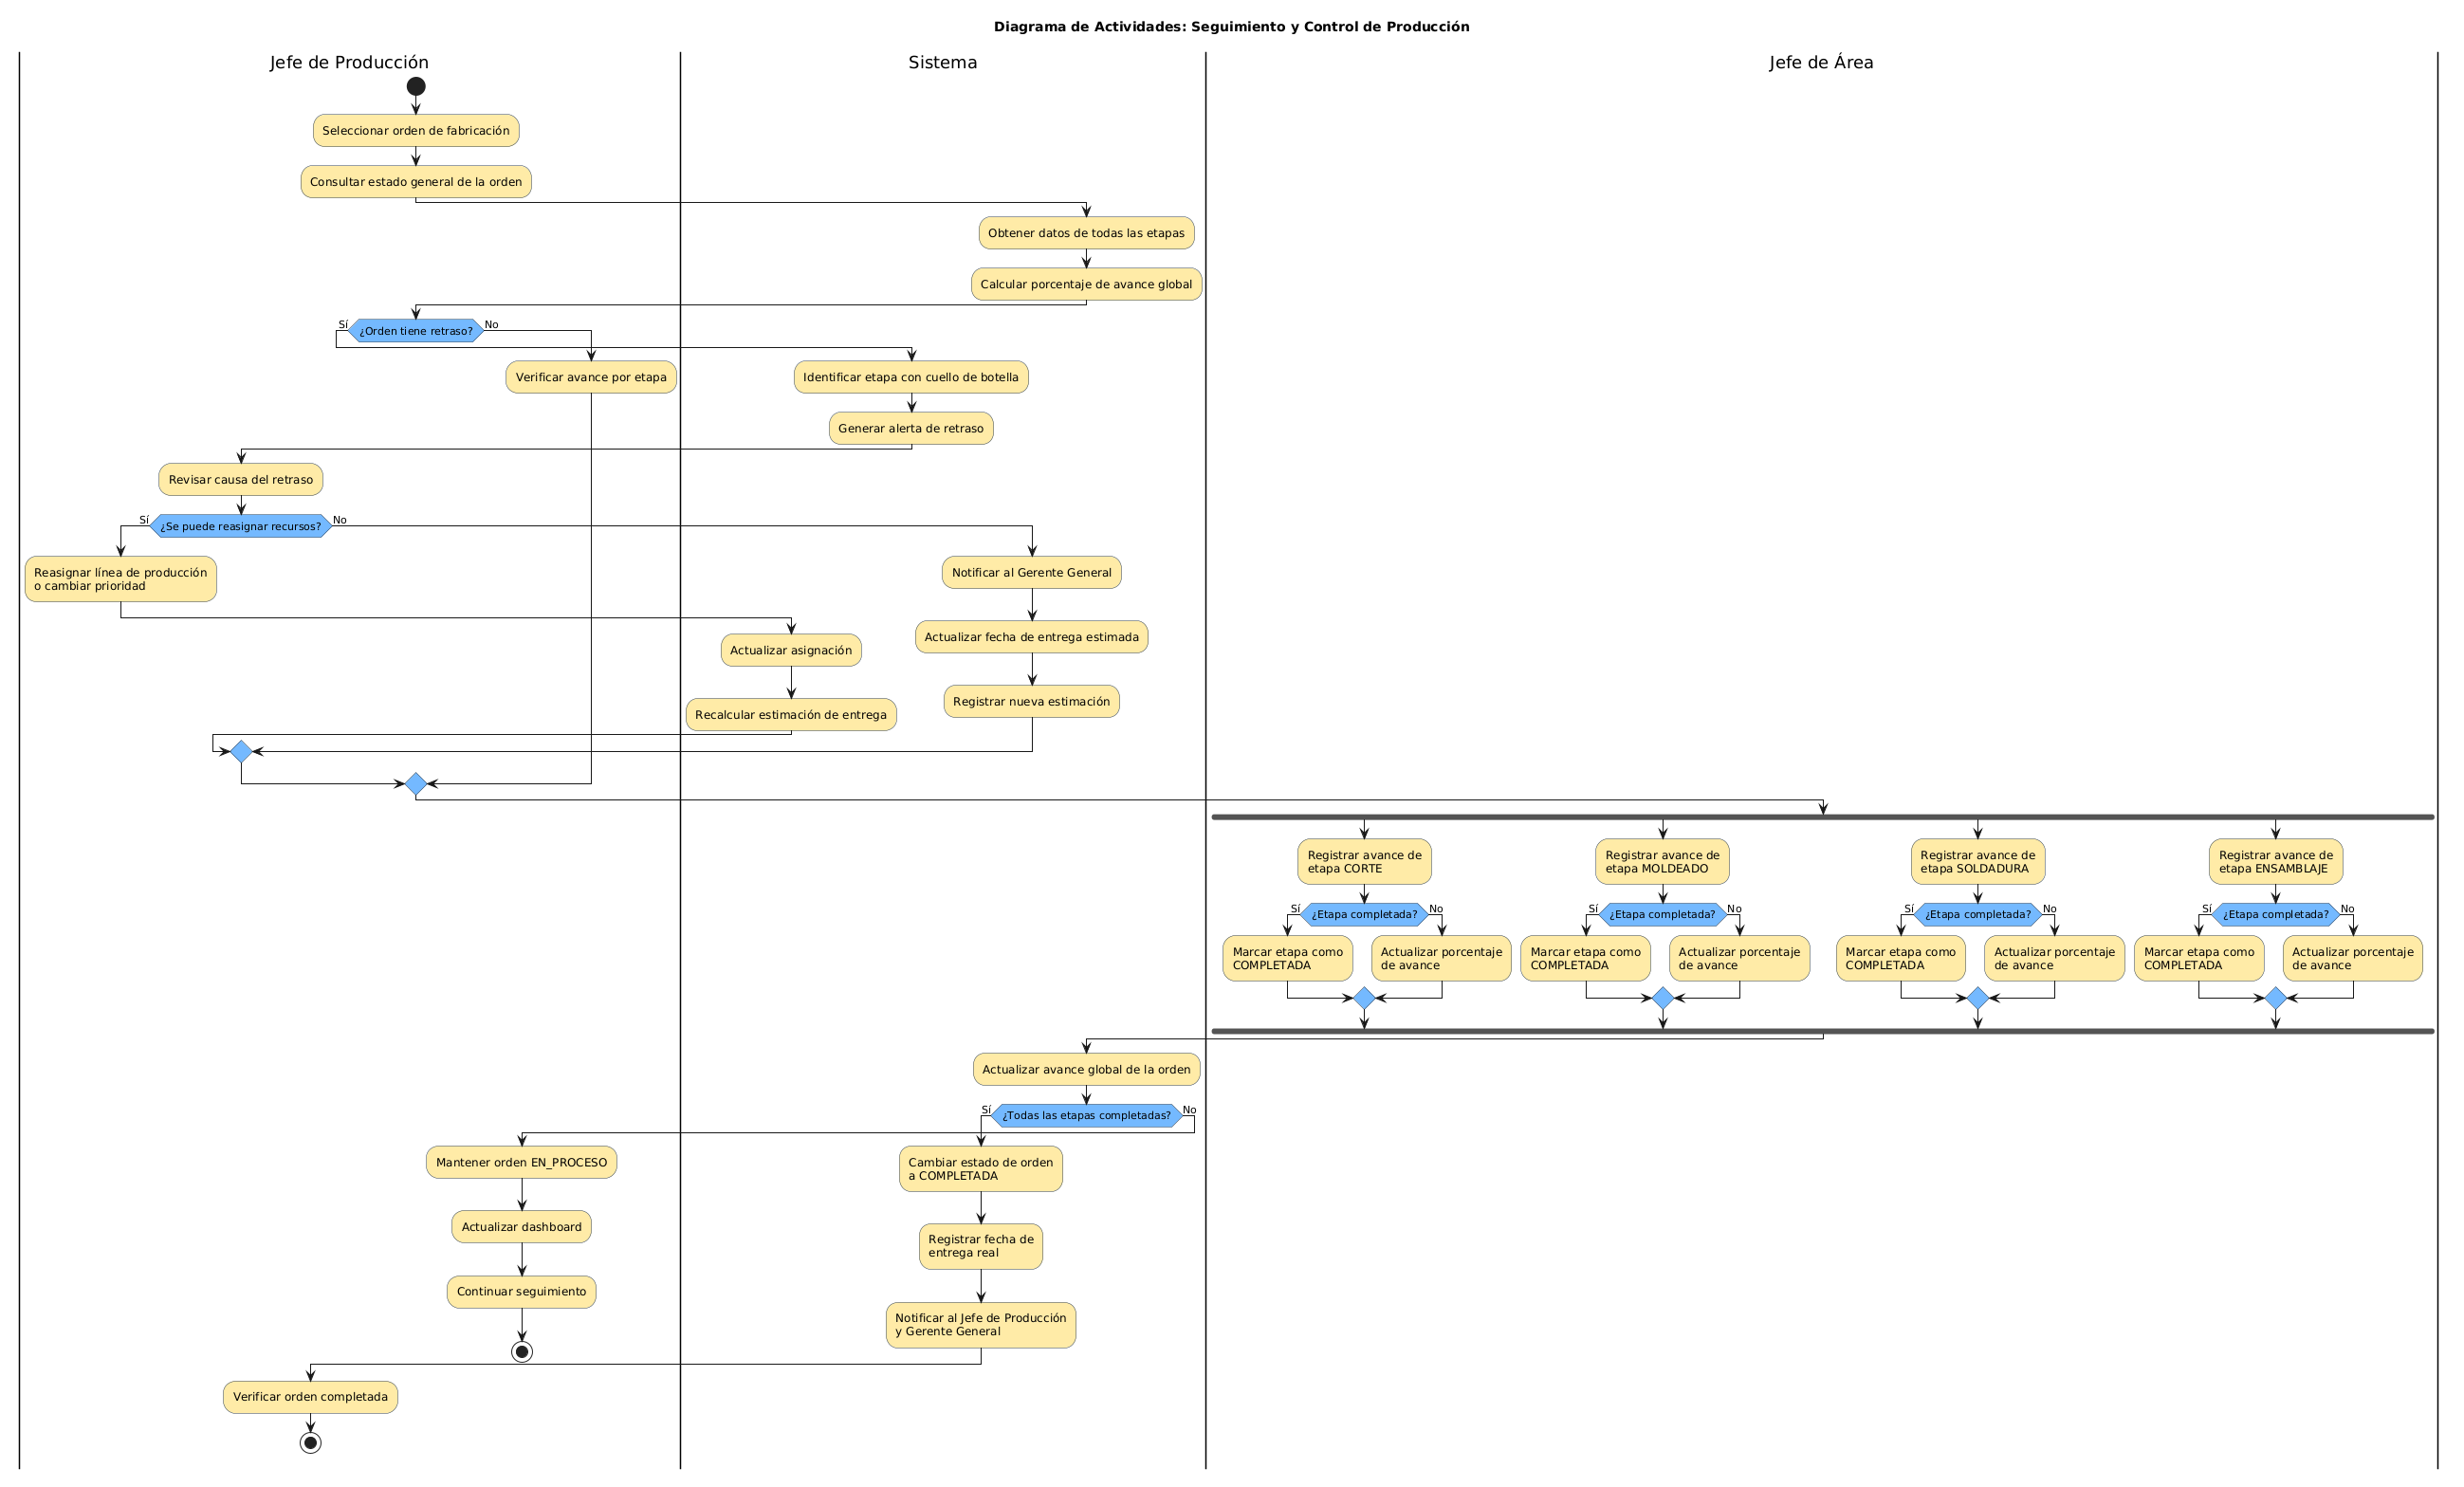 Diagrama de Actividades: Seguimiento y Control de Producción
Jefe de Producción
Sistema
Jefe de Área
Seleccionar orden de fabricación
Consultar estado general de la orden
Obtener datos de todas las etapas
Calcular porcentaje de avance global
Sí
¿Orden tiene retraso?
No
Verificar avance por etapa
Identificar etapa con cuello de botella
Generar alerta de retraso
Revisar causa del retraso
Sí
¿Se puede reasignar recursos?
No
Reasignar línea de producción
o cambiar prioridad
Notificar al Gerente General
Actualizar fecha de entrega estimada
Actualizar asignación
Registrar nueva estimación
Recalcular estimación de entrega
Registrar avance de
etapa CORTE
Registrar avance de
etapa MOLDEADO
Registrar avance de
etapa SOLDADURA
Registrar avance de
etapa ENSAMBLAJE
Sí
¿Etapa completada?
No
Sí
¿Etapa completada?
No
Sí
¿Etapa completada?
No
Sí
¿Etapa completada?
No
Marcar etapa como
COMPLETADA
Actualizar porcentaje
de avance
Marcar etapa como
COMPLETADA
Actualizar porcentaje
de avance
Marcar etapa como
COMPLETADA
Actualizar porcentaje
de avance
Marcar etapa como
COMPLETADA
Actualizar porcentaje
de avance
Actualizar avance global de la orden
Sí
¿Todas las etapas completadas?
No
Mantener orden EN_PROCESO
Cambiar estado de orden
a COMPLETADA
Actualizar dashboard
Registrar fecha de
entrega real
Continuar seguimiento
Notificar al Jefe de Producción
y Gerente General
Verificar orden completada